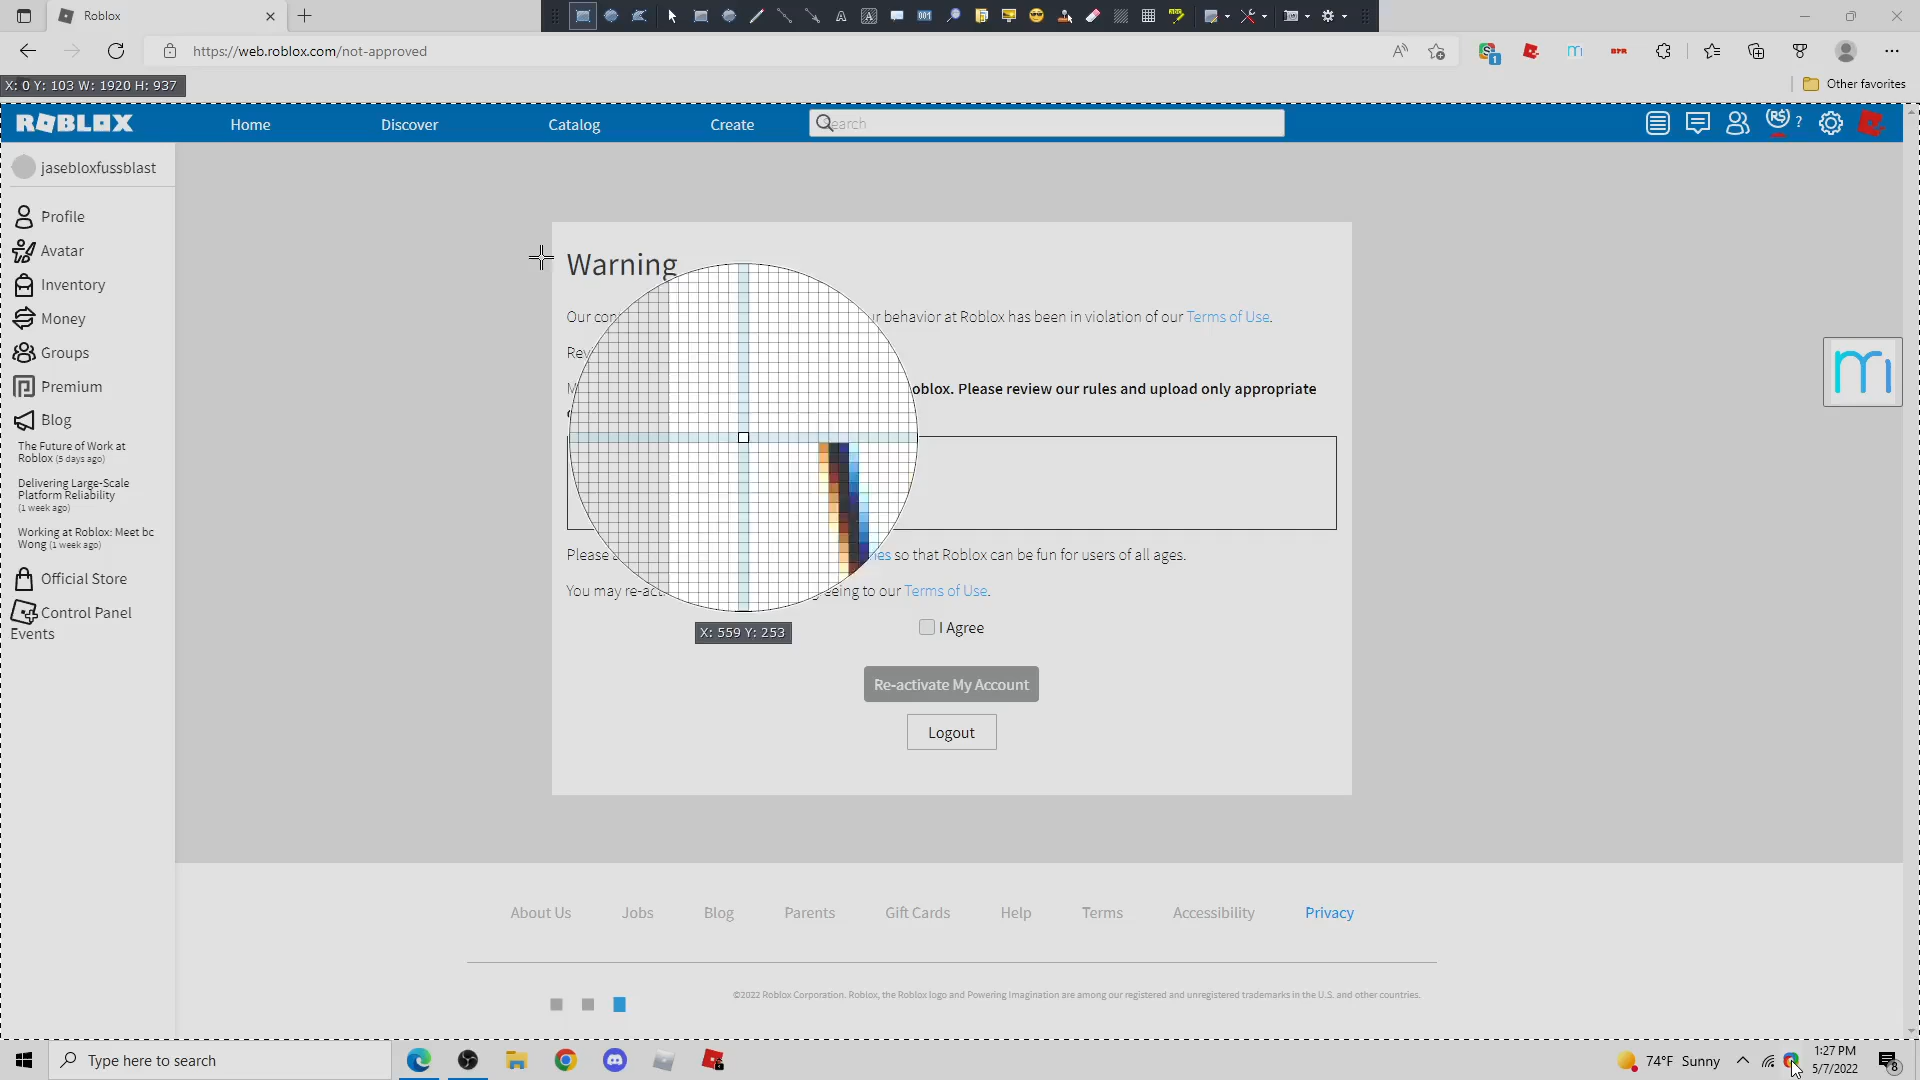 Roblox
https://web.roblox.com/not-approved
X: 0 Y: 103 W: 1920 H: 937
Other favorites
ROBLOX
Home
Discover
Catalog
Create
Search
?
jasebloxfussblast
Profile
Avatar
Inventory
Money
Groups
Premium
Blog
The Future of Work at
Roblox (5 days ago)
Delivering Large-Scale
Platform Reliability
(1 week ago)
Working at Roblox: Meet bc
Wong (1 week ago)
Official Store
Control Panel
Events
Warning
Our behavior at Roblox has been in violation of our Terms of Use.
Please review our rules and upload only appropriate
Please so that Roblox can be fun for users of all ages.
You may to our Terms of Use.
X: 559 Y: 253
I Agree
Re-activate My Account
Logout
About Us
Jobs
Blog
Parents
Gift Cards
Help
Terms
Accessibility
Privacy
©2022 Roblox Corporation. Roblox, the Roblox logo and Powering Imagination are among our registered and unregistered trademarks in the U.S. and other countries.
Type here to search
74°F Sunny
1:27 PM
5/7/2022
8